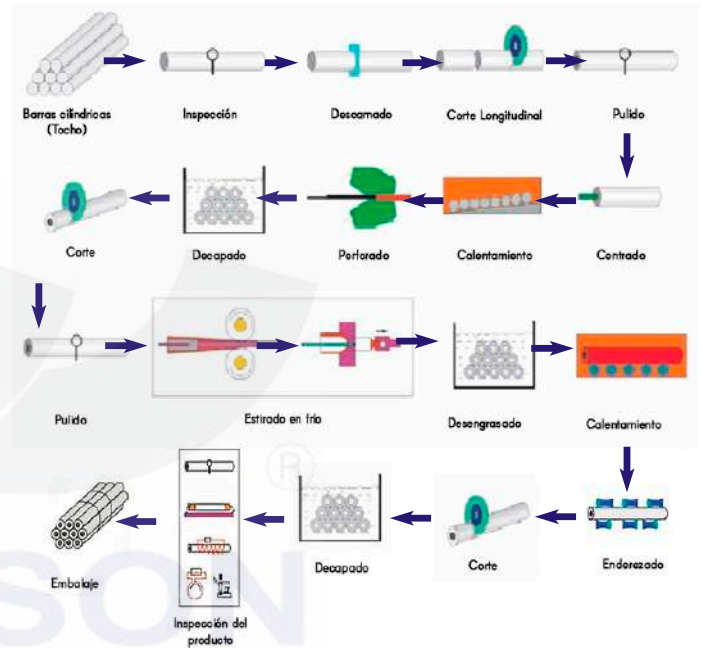 Barras cilíndricas
(Tocho)
Inspección
Descamado
Corte Longitudinal
Pulido
Corte
Decapado
Perforado
Calentamiento
Centrado
Pulido
Estirado en frío
Desengrasado
Calentamiento
®
Embalaje
Inspección del
producto
Decapado
Corte
Enderezado
SON